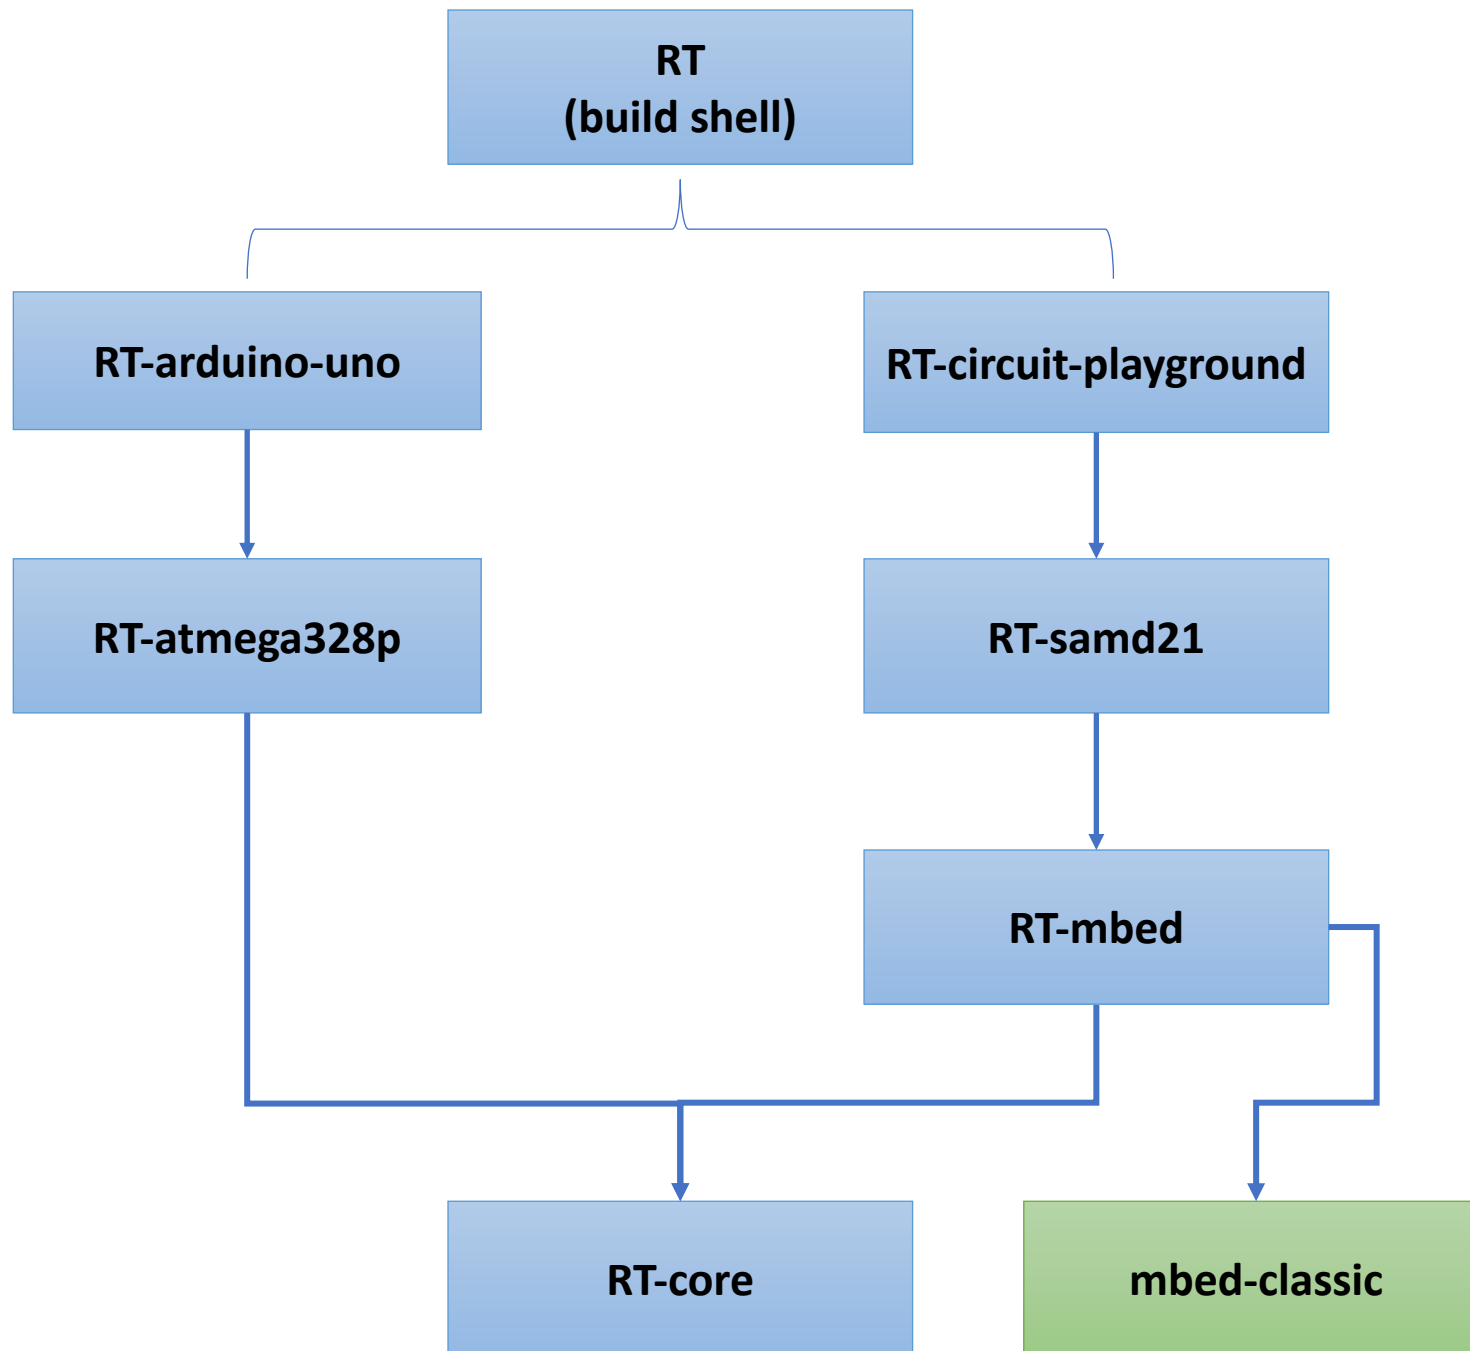 RT
(build shell)
RT-arduino-uno
RT-circuit-playground
RT-atmega328p
RT-samd21
RT-mbed
RT-core
mbed-classic